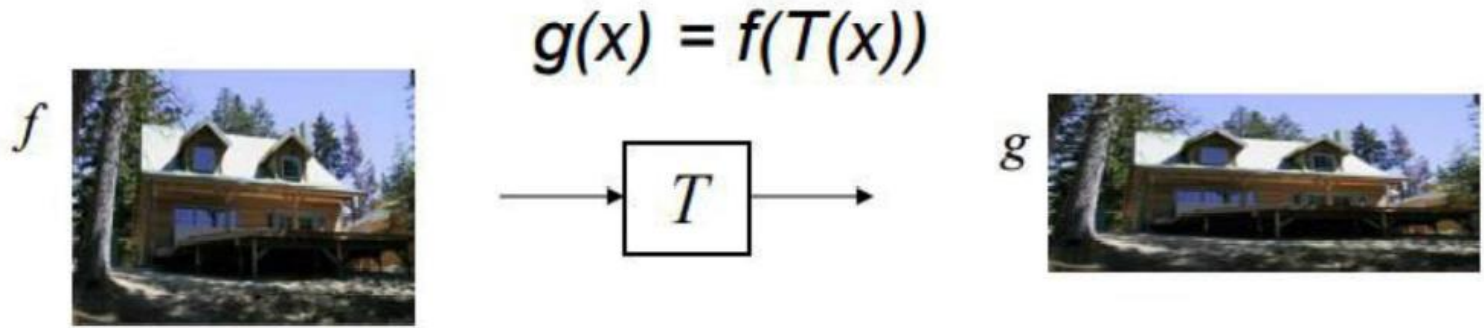 g(x) = f(T(x))
f
T
g